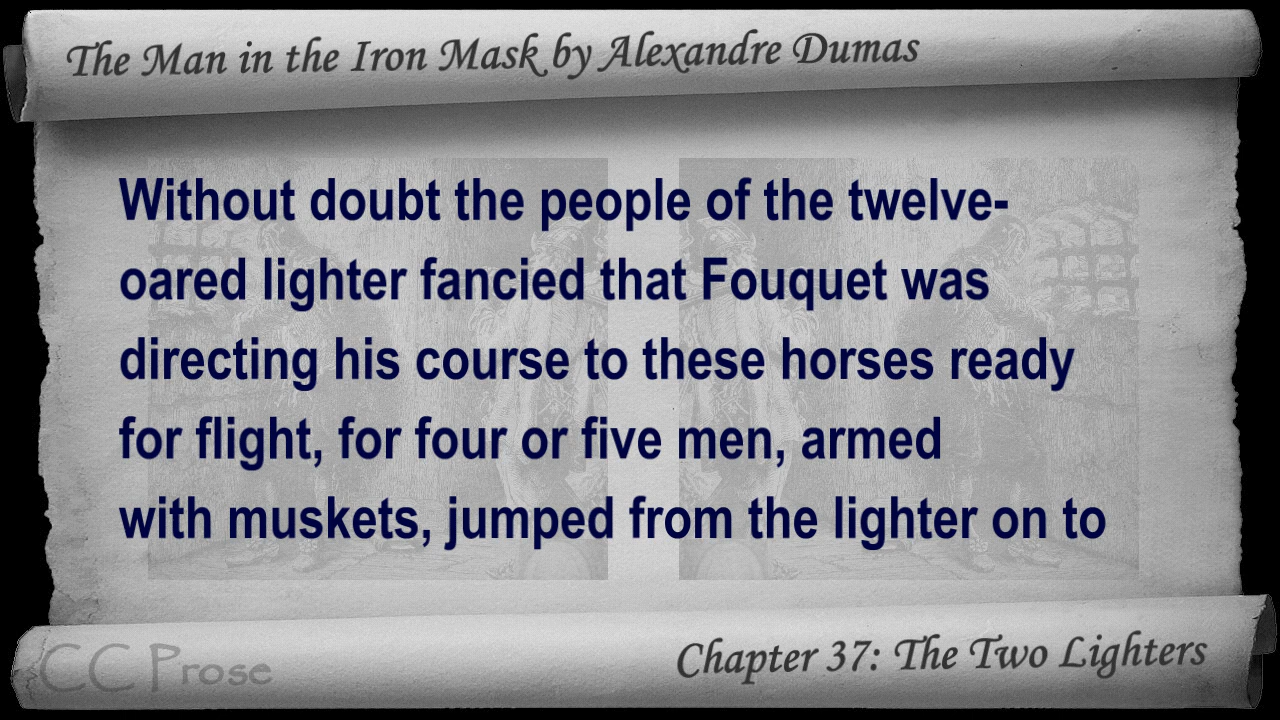 The Man in the Iron Mask by Alexandre Dumas
Without doubt the people of the twelve-
oared lighter fancied that Fouquet was
directing his course to these horses ready
for flight, for four or five men, armed
with muskets, jumped from the lighter on to
CC Prose
Chapter 37: The Two Lighters